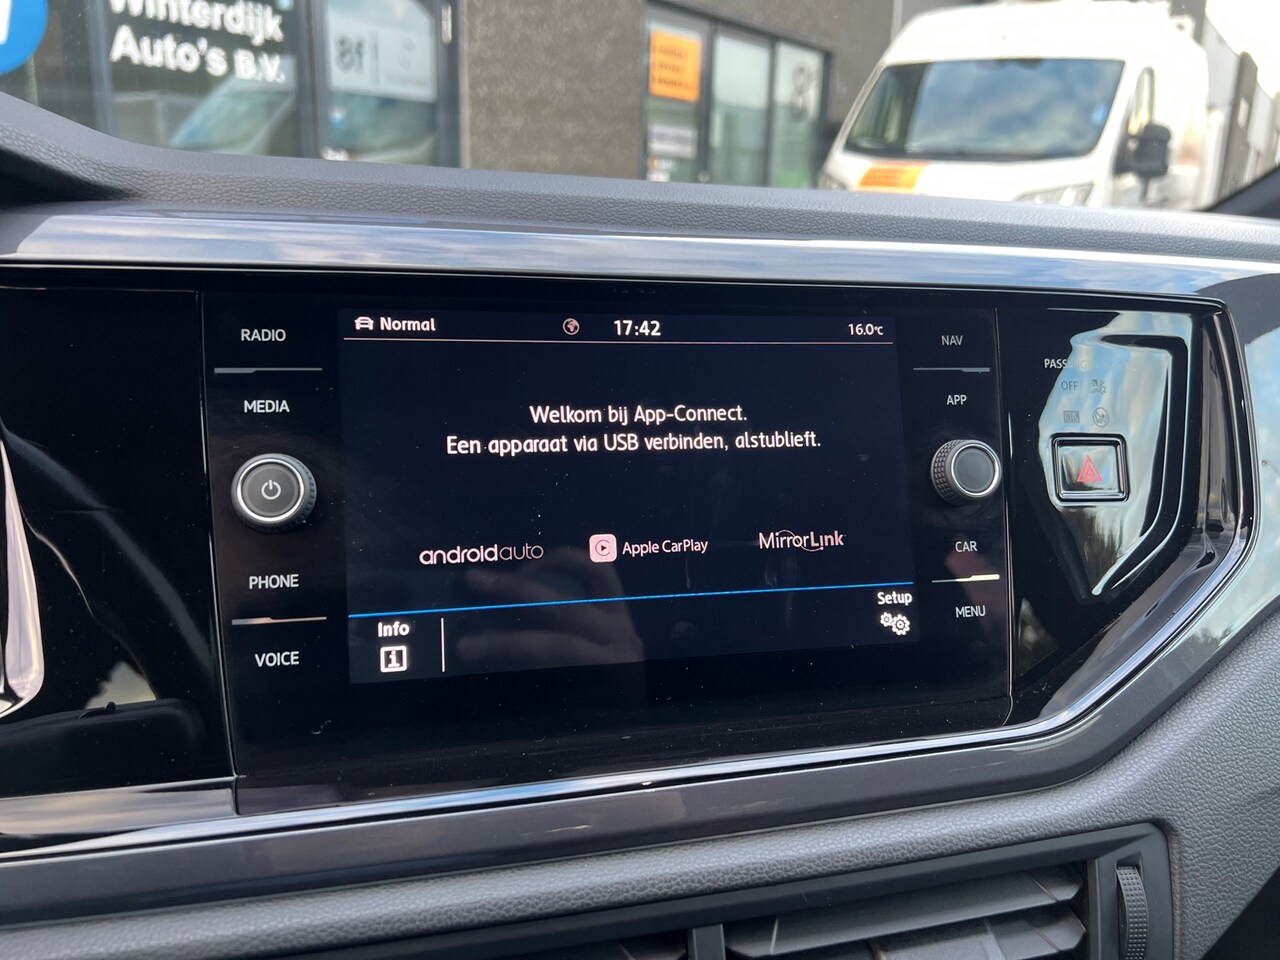 Winterdijk
Auto's B.V.
RADIO
MEDIA
PHONE
VOICE
Normal
17:42
16.0°C
Welkom bij App-Connect.
Een apparaat via USB verbinden, alstublieft.
androidauto
Apple CarPlay
MirrorLink
Info
Setup
NAV
APP
CAR
MENU
OFF